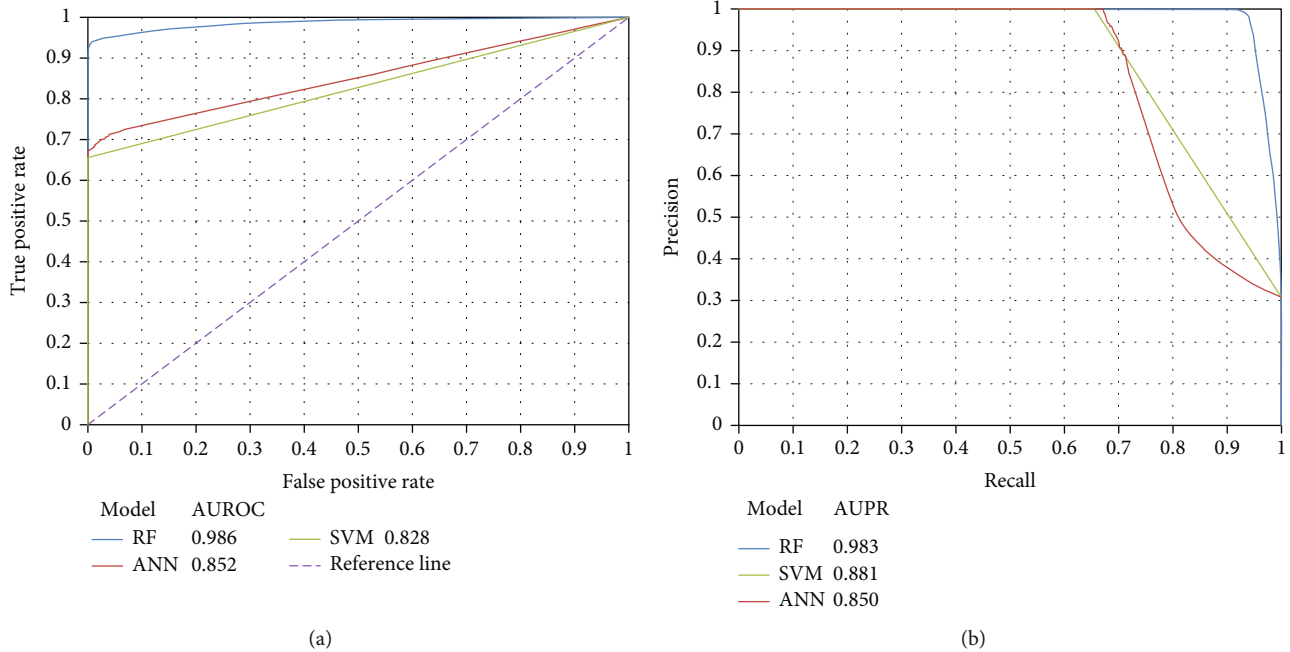 1
0.9
0.8
0.7
0.6
0.5
0.4
0.3
0.2
0.1
0
True positive rate
0 0.1 0.2 0.3 0.4 0.5 0.6 0.7 0.8 0.9 1
False positive rate
Model AUROC
RF 0.986
ANN 0.852
SVM 0.828
Reference line
(a)
1
0.9
0.8
0.7
0.6
0.5
0.4
0.3
0.2
0.1
0
Precision
0 0.1 0.2 0.3 0.4 0.5 0.6 0.7 0.8 0.9 1
Recall
Model AUPR
RF 0.983
SVM 0.881
ANN 0.850
(b)